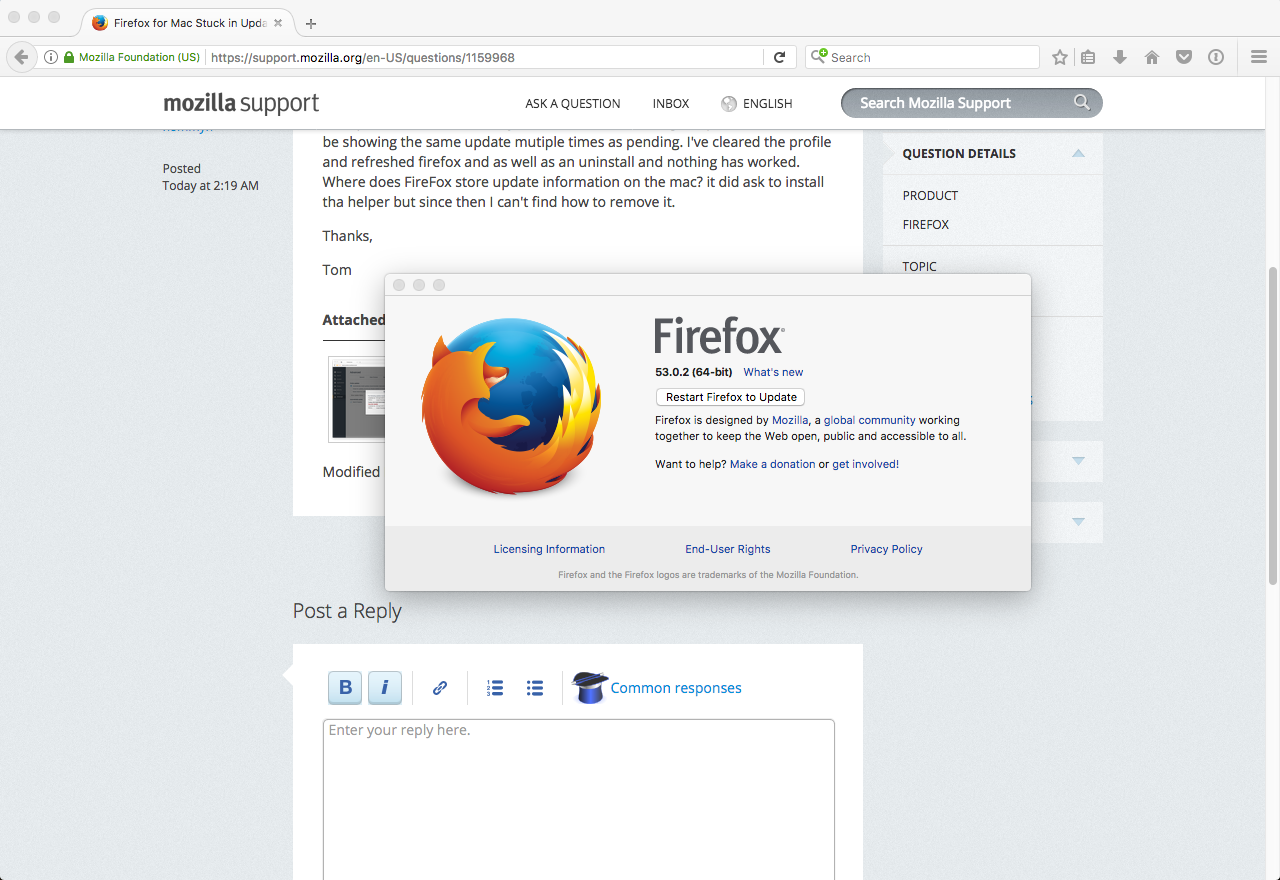 Firefox for Mac Stuck in Upda
Mozilla Foundation (US)
https://support.mozilla.org/en-US/questions/1159968
Search
mozilla support
ASK A QUESTION
INBOX
ENGLISH
Search Mozilla Support
Posted
Today at 2:19 AM
be showing the same update mutiple times as pending. I've cleared the profile
and refreshed firefox and as well as an uninstall and nothing has worked.
Where does FireFox store update information on the mac? it did ask to install
tha helper but since then I can't find how to remove it.
Thanks,
Tom
Attached
Modified
QUESTION DETAILS
PRODUCT
FIREFOX
TOPIC
Firefox
53.0.2 (64-bit) What's new
Restart Firefox to Update
Firefox is designed by Mozilla, a global community working
together to keep the Web open, public and accessible to all.
Want to help? Make a donation or get involved!
Licensing Information
End-User Rights
Privacy Policy
Firefox and the Firefox logos are trademarks of the Mozilla Foundation.
Post a Reply
B
i
Common responses
Enter your reply here.